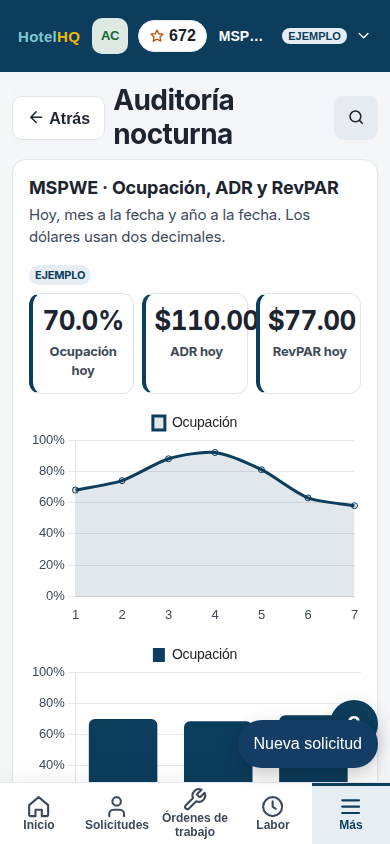 HotelHQ AC 672 MSP… EJEMPLO
Atrás
Auditoría
nocturna
MSPWE · Ocupación, ADR y RevPAR
Hoy, mes a la fecha y año a la fecha. Los
dólares usan dos decimales.
EJEMPLO
70.0% $110.00 $77.00
Ocupación
hoy
ADR hoy
RevPAR hoy
Ocupación
100%
80%
60%
40%
20%
0%
1 2 3 4 5 6 7
Ocupación
100%
80%
60%
40%
Nueva solicitud
Inicio
Solicitudes
Órdenes de
trabajo
Labor
Más